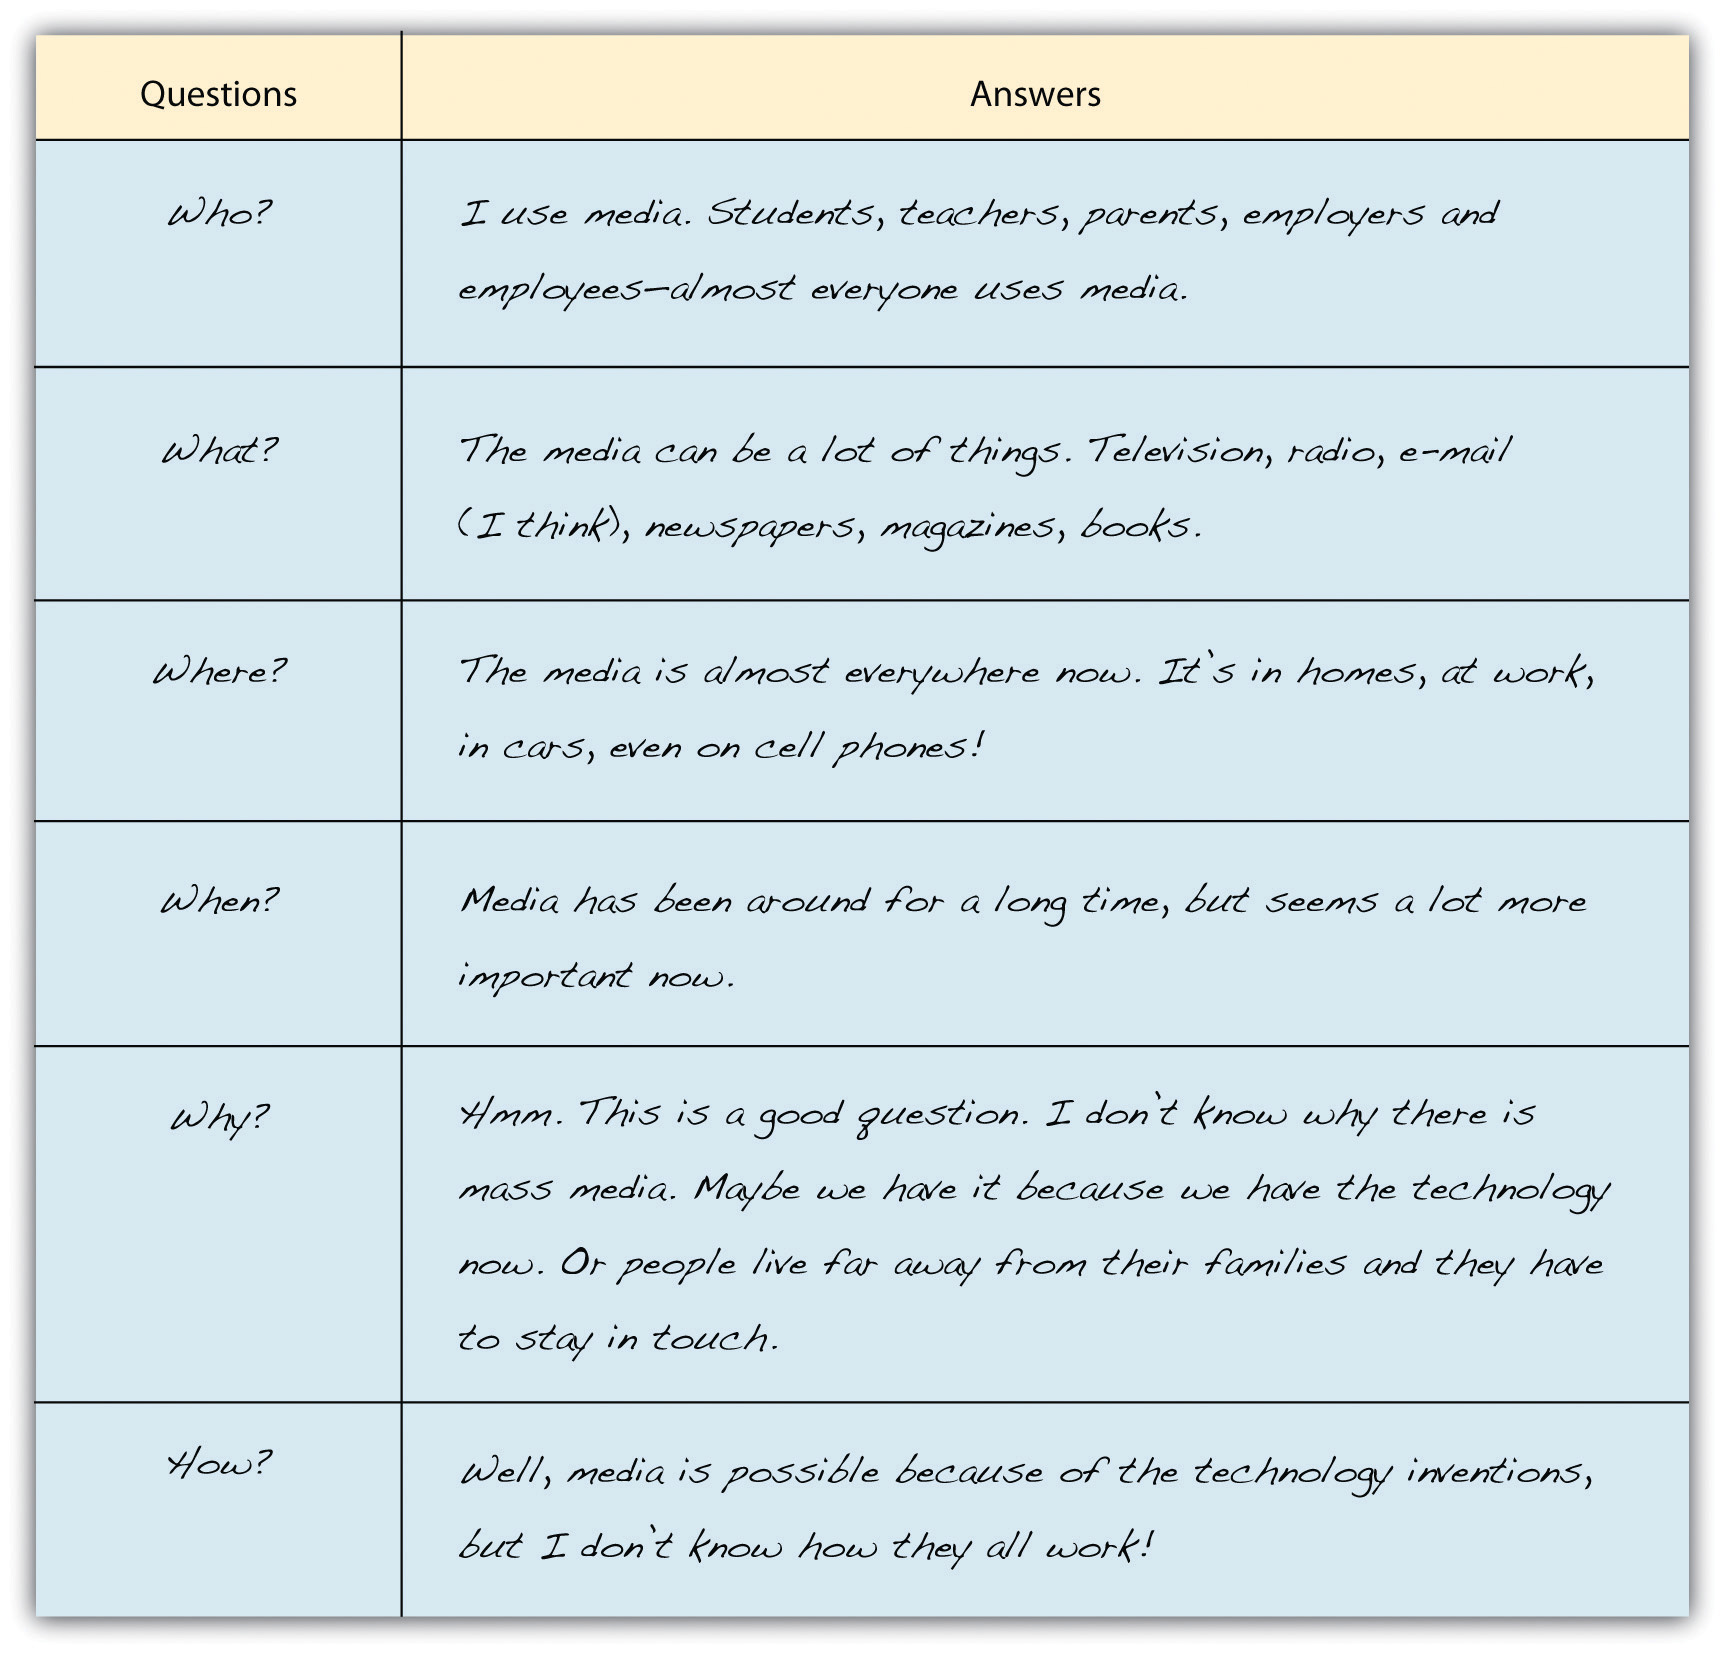 Questions Answers
Who? I use media. Students, teachers, parents, employers and
employees—almost everyone uses media.
What? The media can be a lot of things. Television, radio, e-mail
(I think), newspapers, magazines, books.
Where? The media is almost everywhere now. It's in homes, at work,
in cars, even on cell phones!
When? Media has been around for a long time, but seems a lot more
important now.
Why? Hmm. This is a good question. I don't know why there is
mass media. Maybe we have it because we have the technology
now. Or people live far away from their families and they have
to stay in touch.
How? Well, media is possible because of the technology inventions,
but I don't know how they all work!